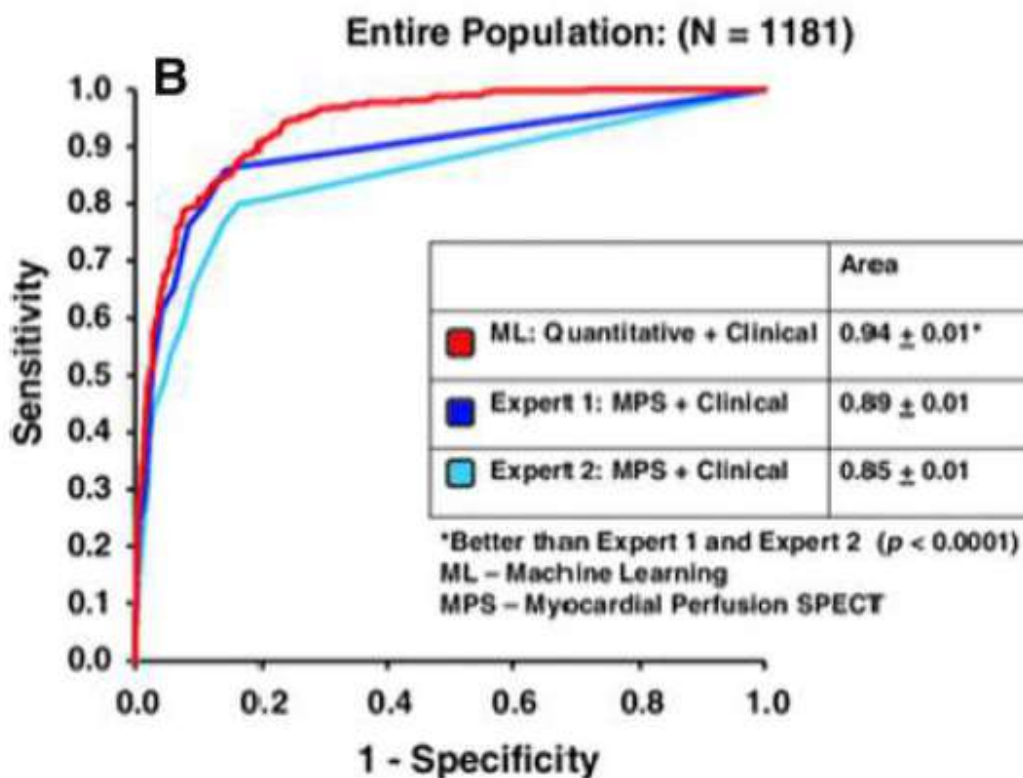 Entire Population: (N = 1181)
B
1.0
0.9
0.8
0.7
0.6
0.5
0.4
0.3
0.2
0.1
0.0
Sensitivity
0.0 0.2 0.4 0.6 0.8 1.0
1 - Specificity
Area
ML: Quantitative + Clinical 0.94 ± 0.01*
Expert 1: MPS + Clinical 0.89 ± 0.01
Expert 2: MPS + Clinical 0.85 ± 0.01
*Better than Expert 1 and Expert 2 (p < 0.0001)
ML – Machine Learning
MPS – Myocardial Perfusion SPECT